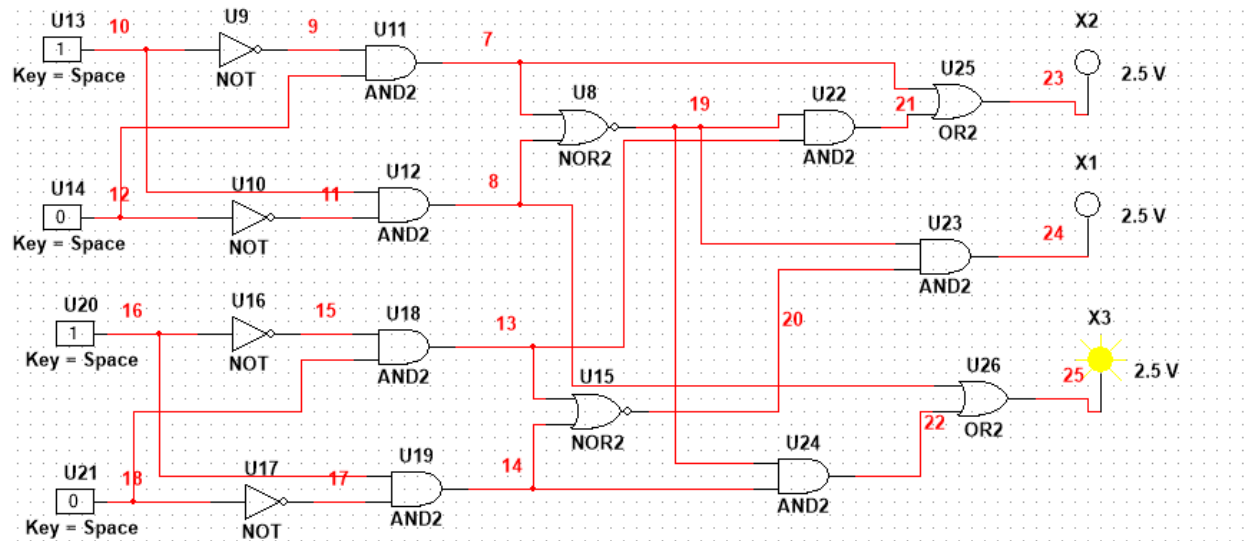 U13
10
U9
9
U11
7
X2
1
Key = Space
NOT
AND2
2.5 V
U25
23
U8
19
U22
21
OR2
NOR2
AND2
X1
U14
12
U10
11
U12
8
2.5 V
0
Key = Space
NOT
AND2
U23
24
AND2
U20
16
U16
15
U18
13
20
X3
1
Key = Space
NOT
AND2
U15
U26
25
2.5 V
NOR2
22
OR2
U21
18
U17
17
U19
14
U24
0
Key = Space
NOT
AND2
AND2